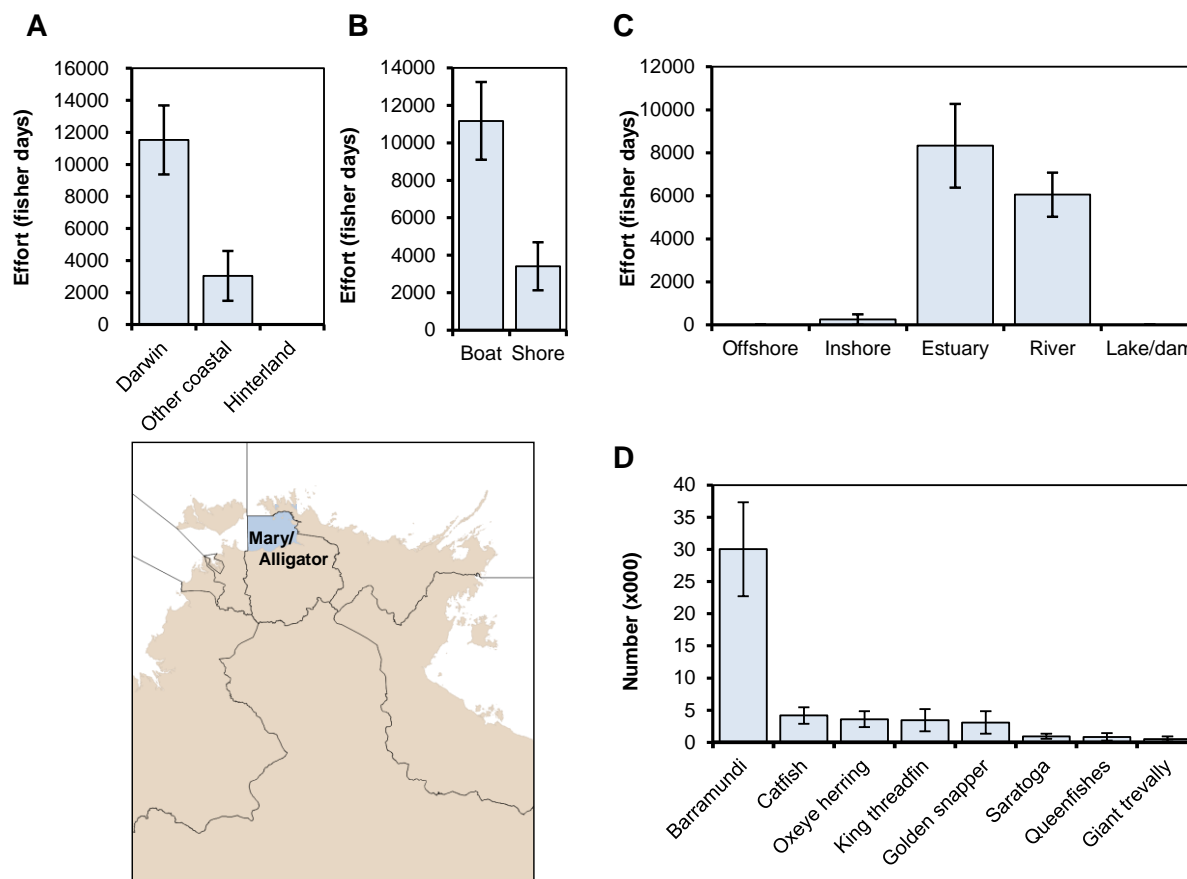 A
Effort (fisher days)
16000
14000
12000
10000
8000
6000
4000
2000
0
Darwin
Other coastal
Hinterland
B
Effort (fisher days)
14000
12000
10000
8000
6000
4000
2000
0
Boat Shore
C
Effort (fisher days)
12000
10000
8000
6000
4000
2000
0
Offshore Inshore Estuary River Lake/dam
Mary/
Alligator
D
Number (x000)
40
35
30
25
20
15
10
5
0
Barramundi
Catfish
Oxeye herring
King threadfin
Golden snapper
Saratoga
Queenfishes
Giant trevally